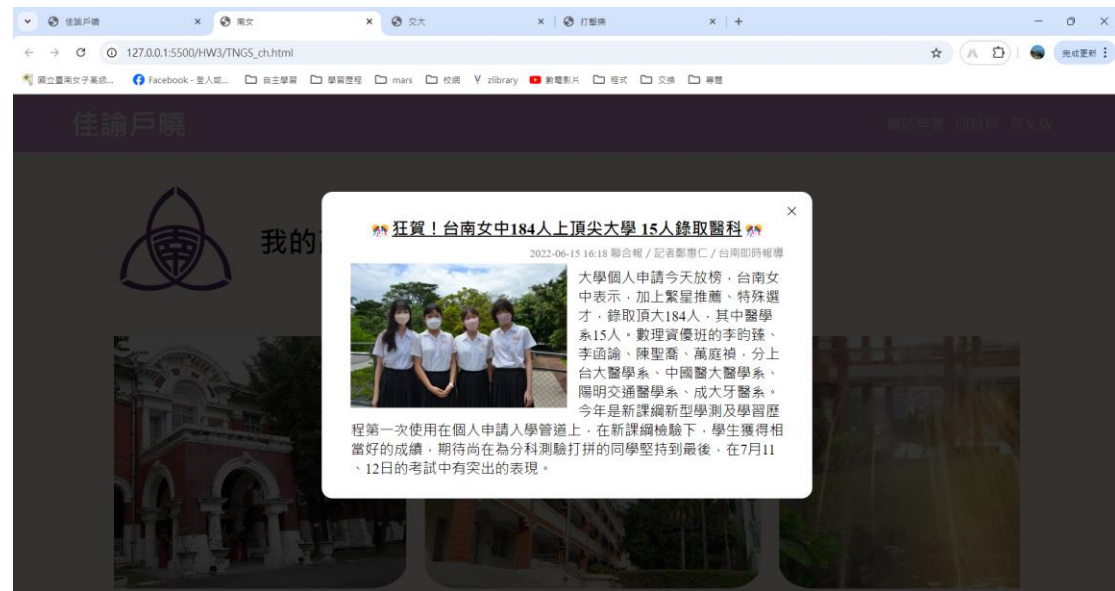 佳諭戶曉
南女
交大
打擊樂
127.0.0.1:5500/HW3/TNGS_ch.html
完成更新
國立臺南女子高級...
Facebook - 登入或...
自主學習
學習歷程
mars
校網
zlibrary
數電影片
程式
交換
專題
佳諭戶曉
網站導覽 回首頁 英文版
我的
狂賀！台南女中184人上頂尖大學 15人錄取醫科
2022-06-15 16:18 聯合報 / 記者鄭惠仁 / 台南即時報導
大學個人申請今天放榜，台南女
中表示，加上繁星推薦、特殊選
才，錄取頂大184人，其中醫學
系15人。數理資優班的李昀臻、
李函諭、陳聖喬、萬庭禎，分上
台大醫學系、中國醫大醫學系、
陽明交通醫學系、成大牙醫系。
今年是新課綱新型學測及學習歷
程第一次使用在個人申請入學管道上，在新課綱檢驗下，學生獲得相
當好的成績，期待尚在為分科測驗打拼的同學堅持到最後，在7月11
、12日的考試中有突出的表現。